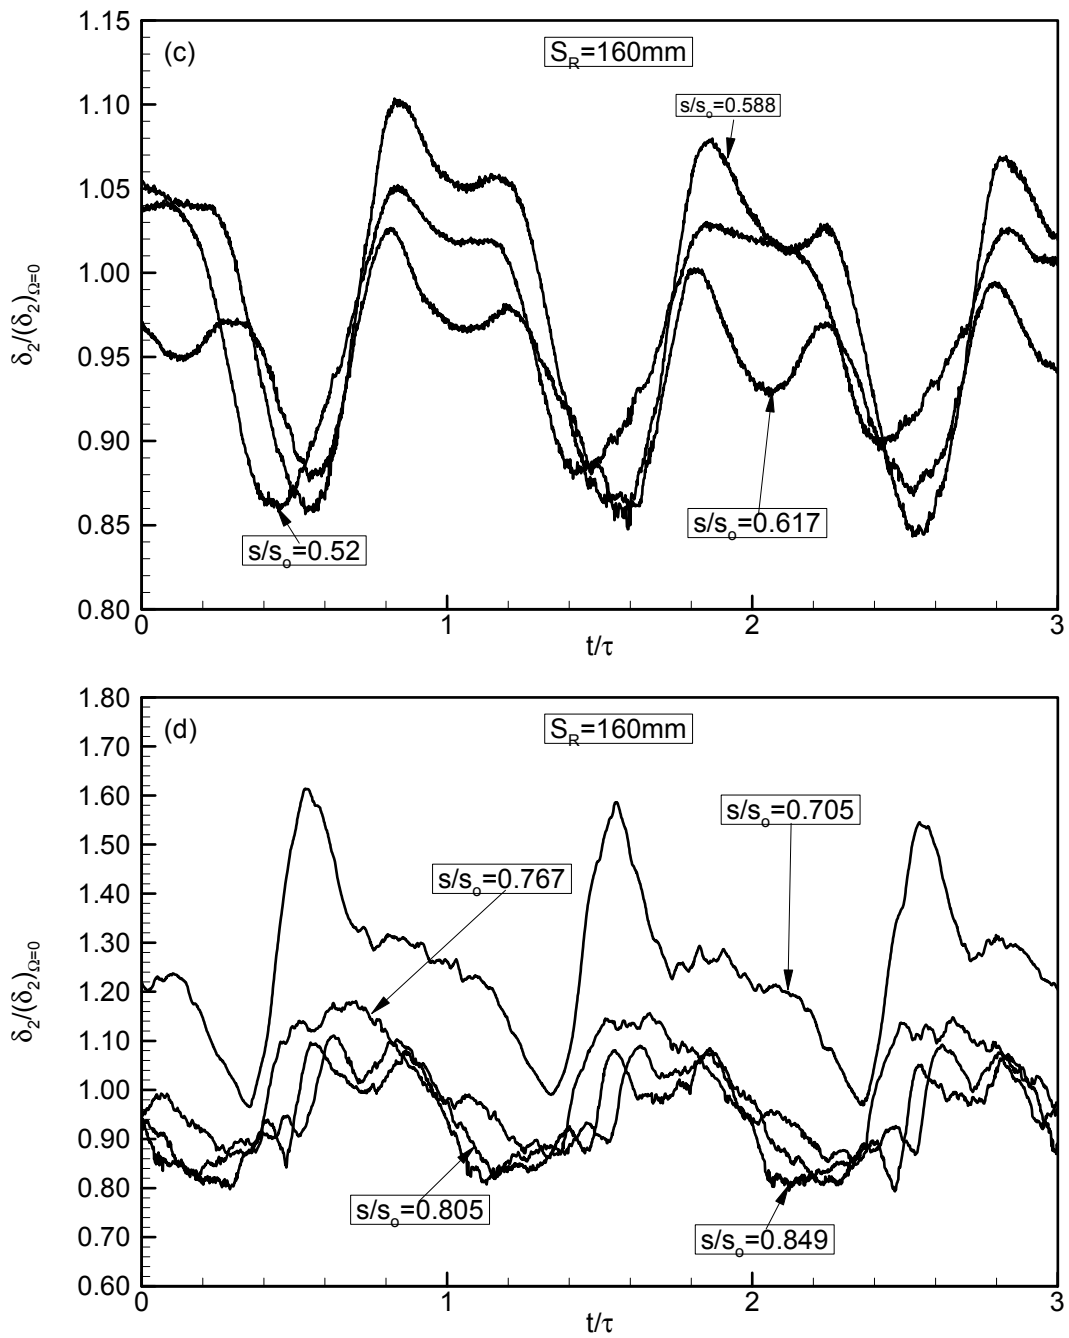 1.15
(c)
S_R=160mm
1.10
s/s_o=0.588
1.05
1.00
δ_2/(δ_2)_Ω=0
0.95
0.90
s/s_o=0.617
0.85
s/s_o=0.52
0.80
0 1 2 3
t/τ
1.80
(d)
S_R=160mm
1.70
1.60
s/s_o=0.705
1.50
s/s_o=0.767
1.40
1.30
δ_2/(δ_2)_Ω=0
1.20
1.10
1.00
0.90
0.80
s/s_o=0.805
0.70
s/s_o=0.849
0.60
0 1 2 3
t/τ